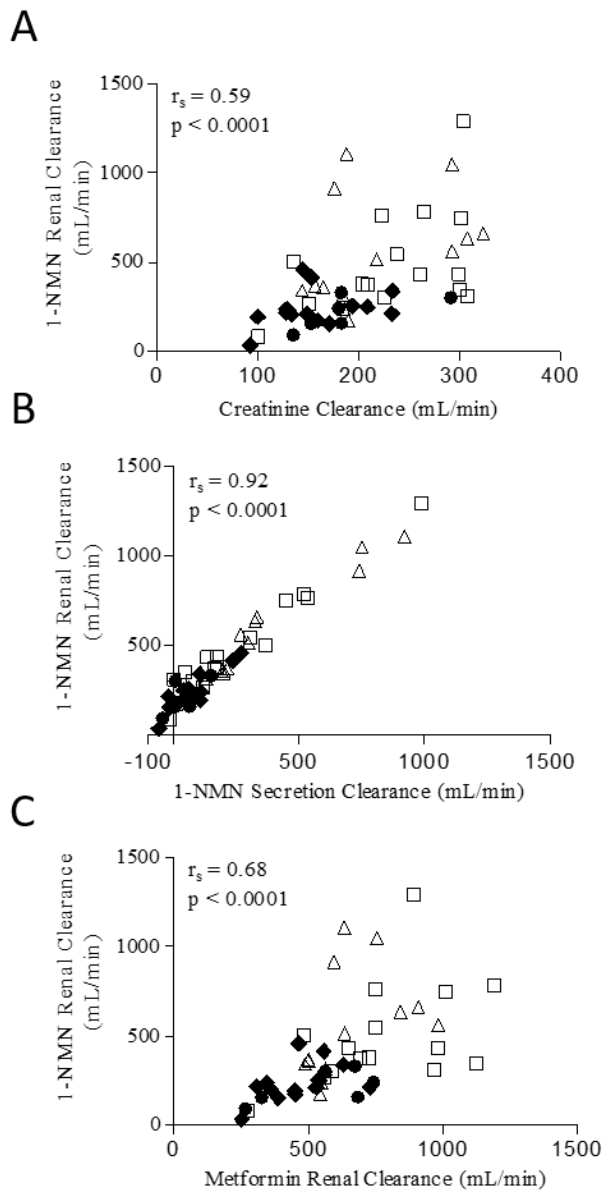 A
1500
1000
500
0
1-NMN Renal Clearance
(mL/min)
r_s = 0.59
p < 0.0001
0
100
200
300
400
Creatinine Clearance (mL/min)
B
1500
1000
500
1-NMN Renal Clearance
(mL/min)
r_s = 0.92
p < 0.0001
-100
500
1000
1500
1-NMN Secretion Clearance (mL/min)
C
1500
1000
500
0
1-NMN Renal Clearance
(mL/min)
r_s = 0.68
p < 0.0001
0
500
1000
1500
Metformin Renal Clearance (mL/min)